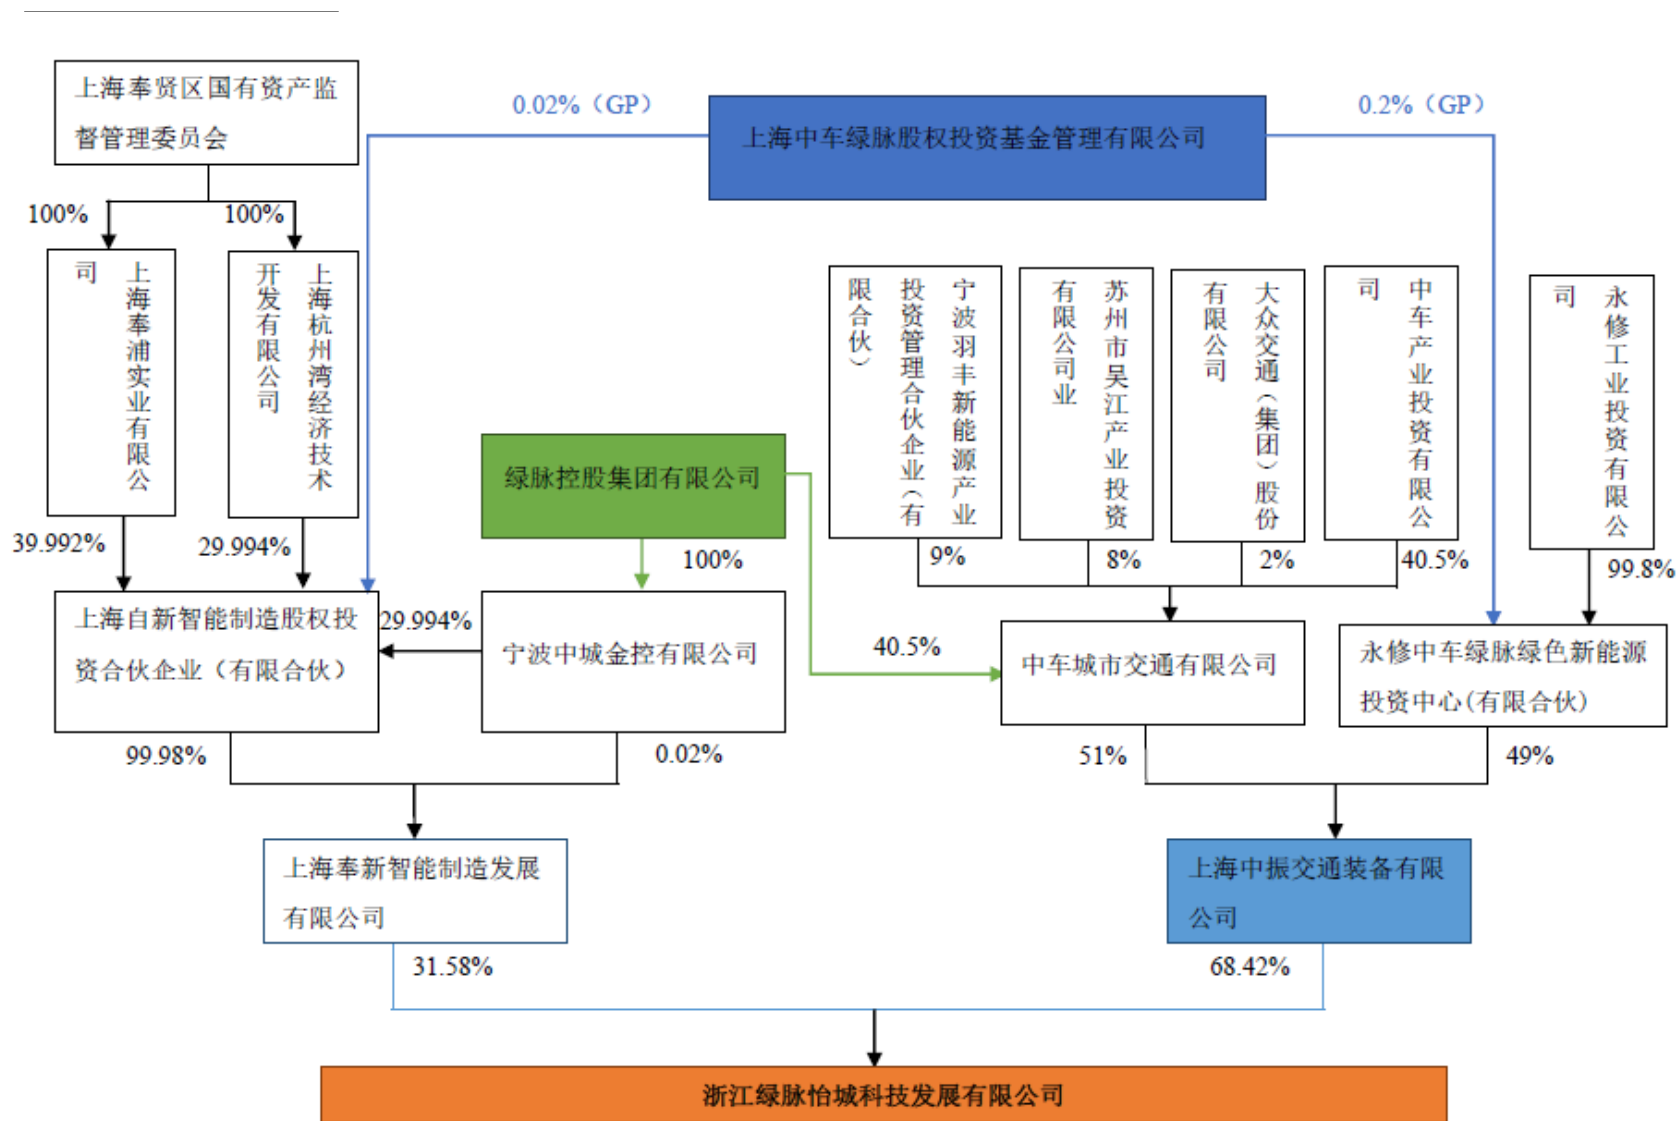 上海奉贤区国有资产监
督管理委员会
0.02%（GP）
上海中车绿脉股权投资基金管理有限公司
0.2%（GP）
100%
100%
上海奉浦实业有限公
司
上海杭州湾经济技术
开发有限公司
宁波羽丰新能源产业
投资管理合伙企业（有
限合伙）
苏州市吴江产业投资
有限公司业
大众交通（集团）股份
有限公司
中车产业投资有限公
司
永修工业投资有限公
司
绿脉控股集团有限公司
39.992%
29.994%
100%
9%
8%
2%
40.5%
99.8%
上海自新智能制造股权投
资合伙企业（有限合伙）
29.994%
宁波中城金控有限公司
40.5%
中车城市交通有限公司
永修中车绿脉绿色新能源
投资中心(有限合伙)
99.98%
0.02%
51%
49%
上海奉新智能制造发展
有限公司
上海中振交通装备有限
公司
31.58%
68.42%
浙江绿脉怡城科技发展有限公司